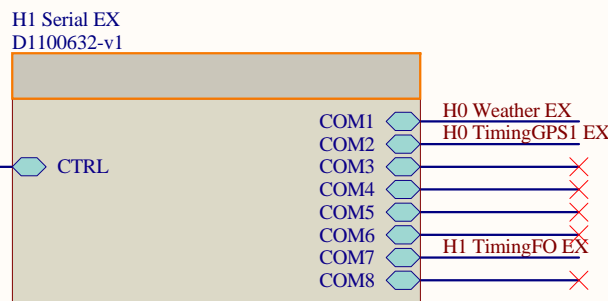 H1 Serial EX
D1100632-v1
COM1 H0 Weather EX
COM2 H0 TimingGPS1 EX
CTRL COM3
COM4
COM5
COM6
COM7 H1 TimingFO EX
COM8